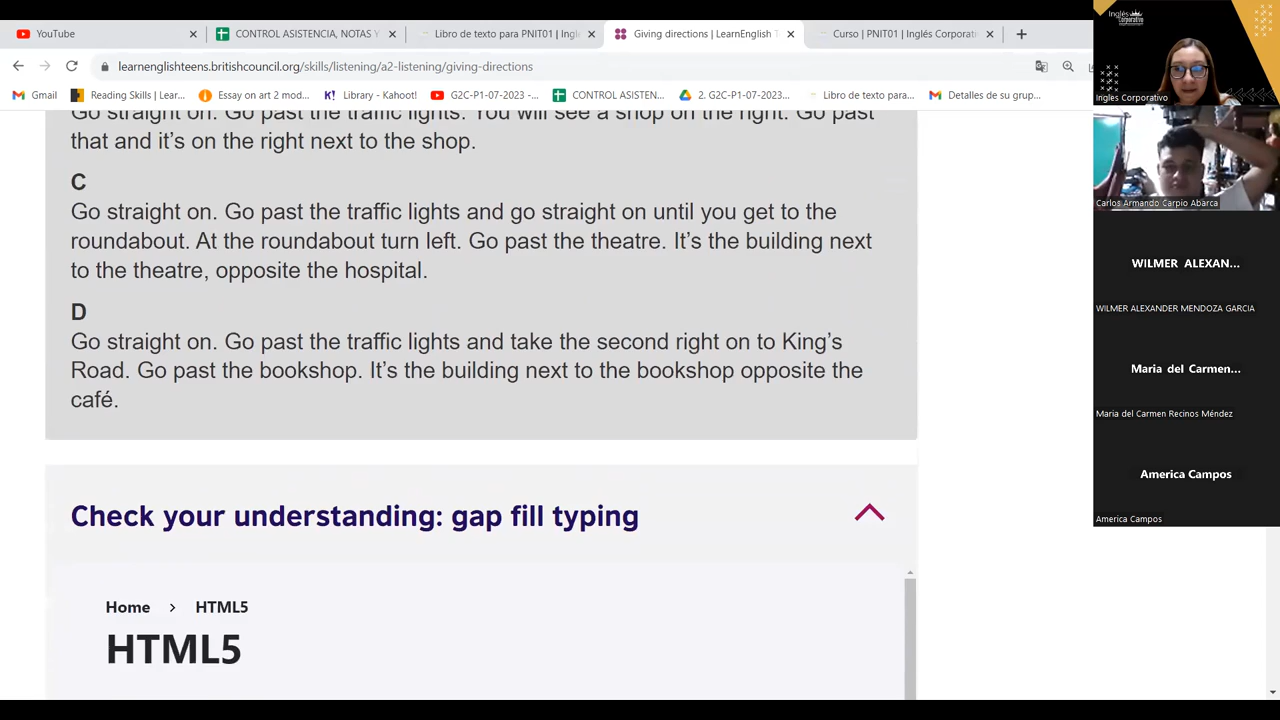 YouTube
CONTROL ASISTENCIA, NOTAS Y
Libro de texto para PNIT01 | Inglé
Giving directions | LearnEnglish T
Curso | PNIT01 | Inglés Corporati
learnenglishteens.britishcouncil.org/skills/listening/a2-listening/giving-directions
Gmail
Reading Skills | Lear...
Essay on art 2 mod...
Library - Kahoot!
G2C-P1-07-2023 -...
CONTROL ASISTEN...
2. G2C-P1-07-2023...
Libro de texto para...
Detalles de su grup...
Go straight on. Go past the traffic lights. You will see a shop on the right. Go past
that and it's on the right next to the shop.
C
Go straight on. Go past the traffic lights and go straight on until you get to the
roundabout. At the roundabout turn left. Go past the theatre. It's the building next
to the theatre, opposite the hospital.
D
Go straight on. Go past the traffic lights and take the second right on to King's
Road. Go past the bookshop. It's the building next to the bookshop opposite the
café.
Check your understanding: gap fill typing
Home > HTML5
HTML5
Inglés
Corporativo
Ingles Corporativo
Carlos Armando Carpio Abarca
WILMER ALEXAN...
WILMER ALEXANDER MENDOZA GARCIA
Maria del Carmen...
Maria del Carmen Recinos Méndez
America Campos
America Campos